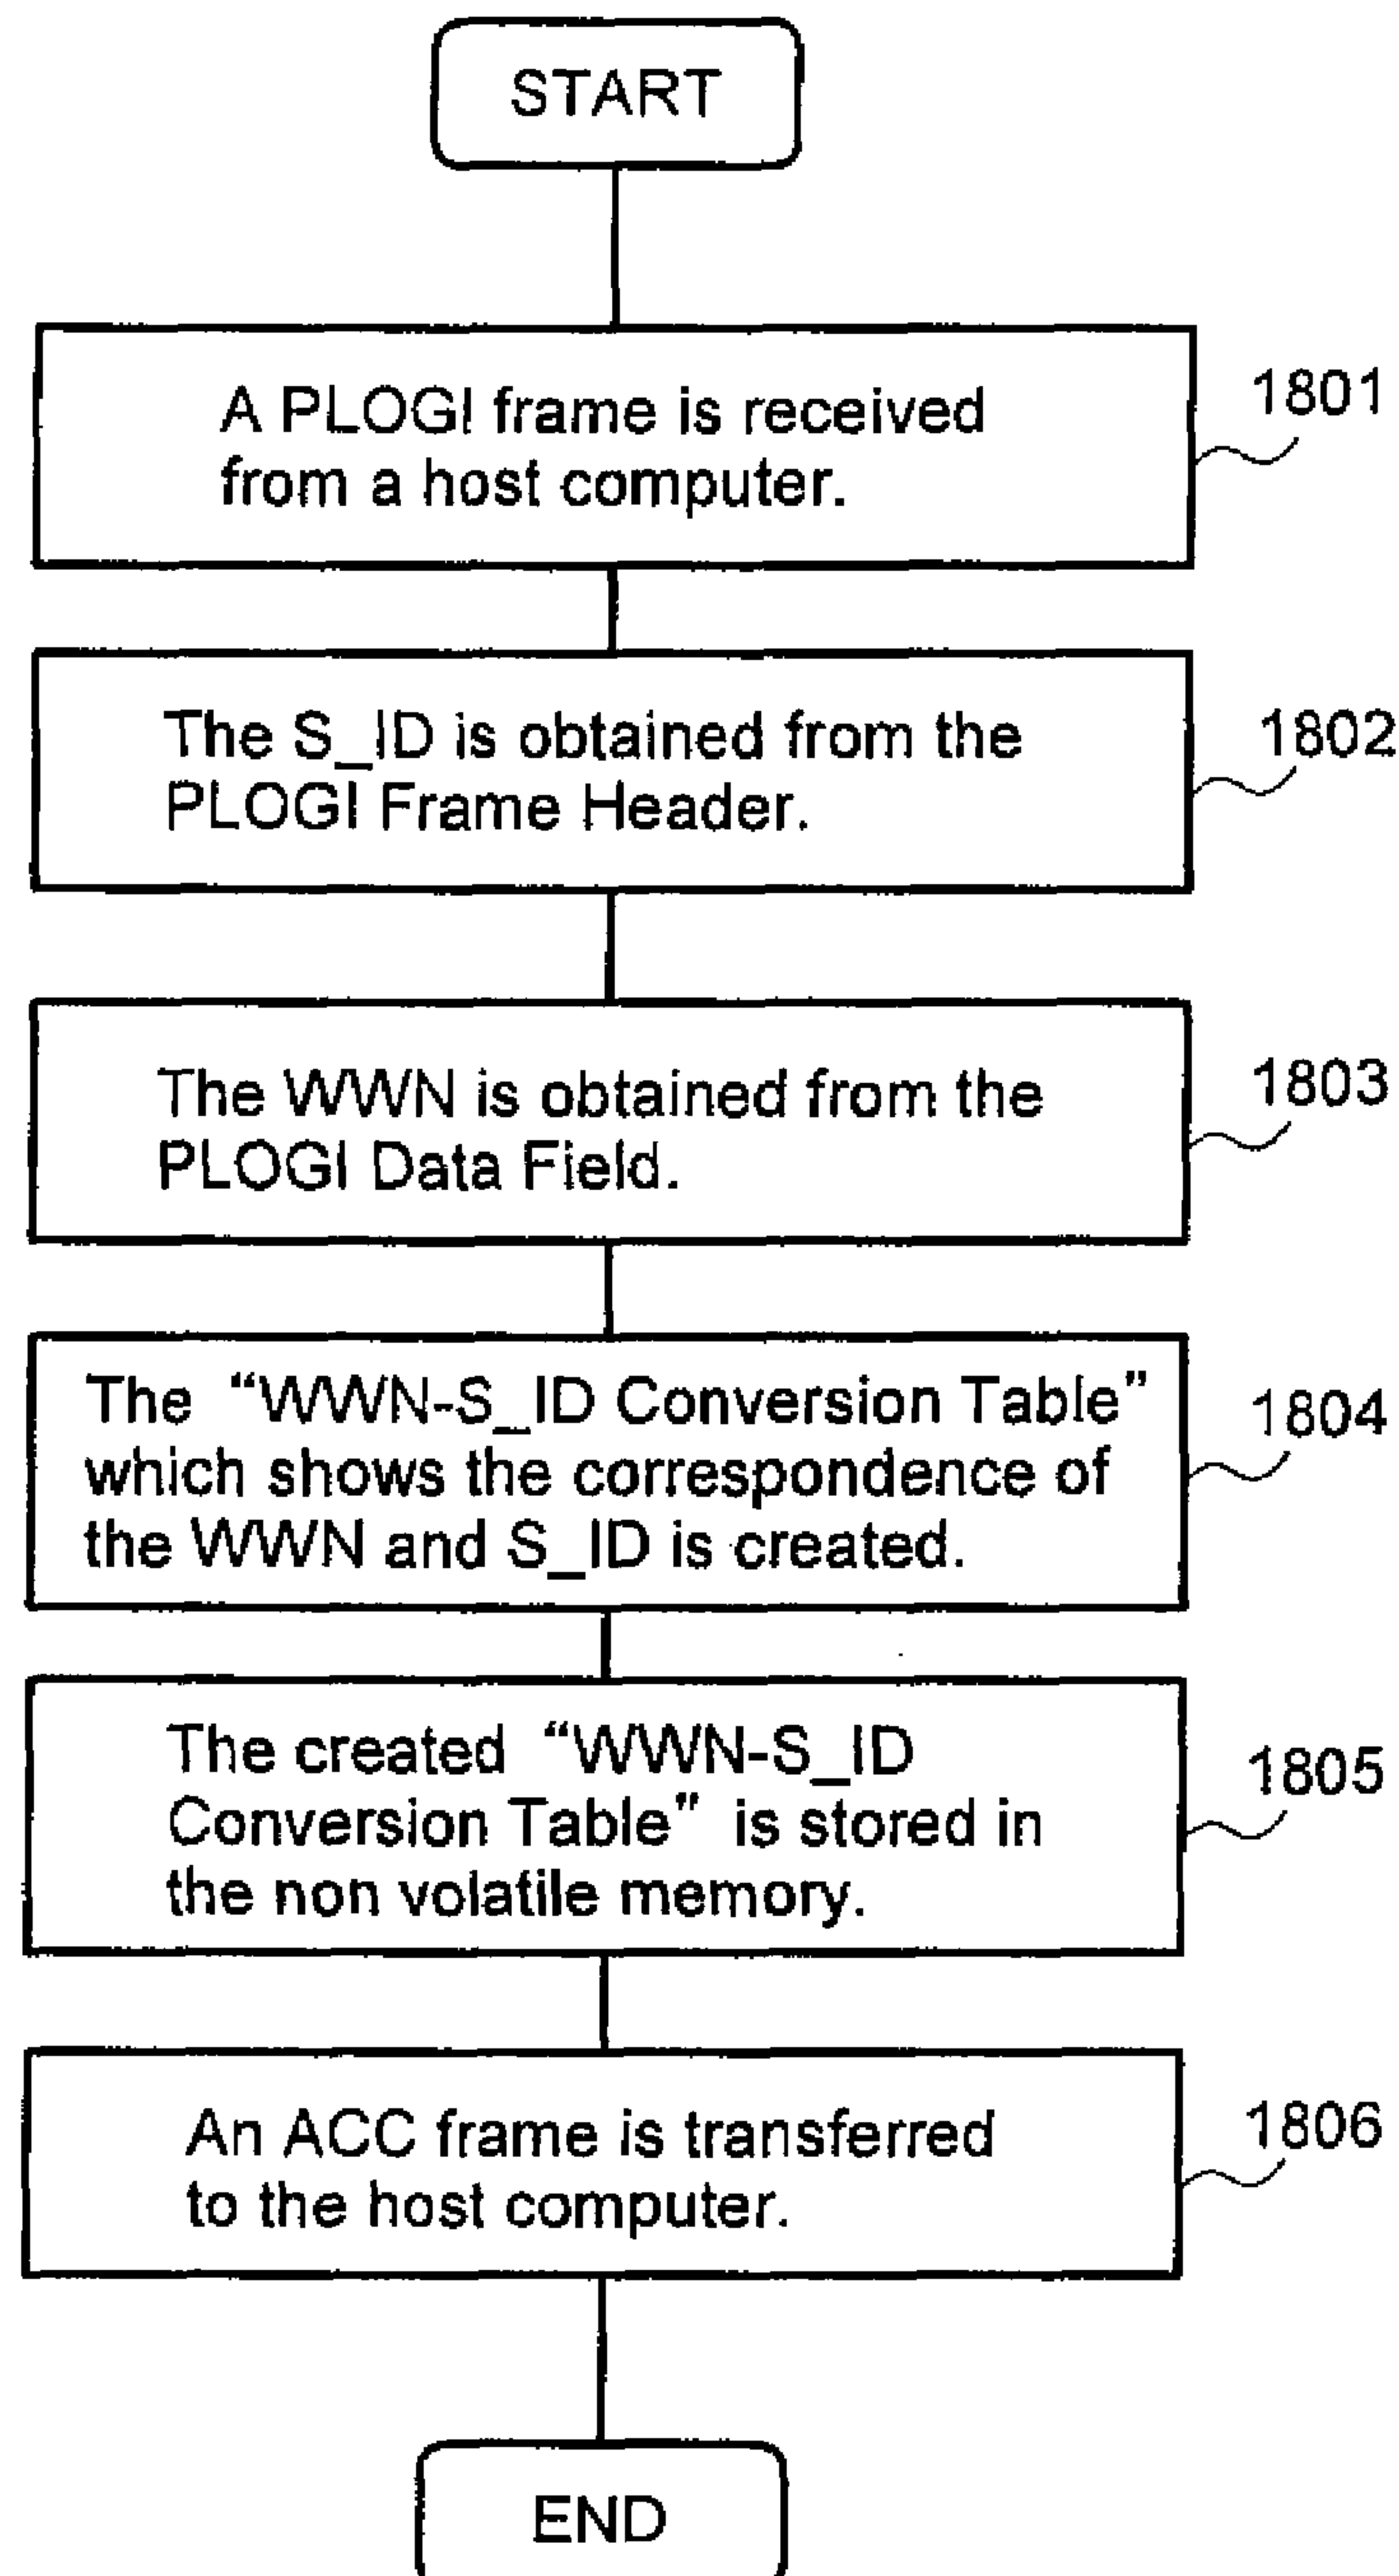 START
A PLOGI frame is received
from a host computer.
1801
The S_ID is obtained from the
PLOGI Frame Header.
1802
The WWN is obtained from the
PLOGI Data Field.
1803
The “WWN-S_ID Conversion Table”
which shows the correspondence of
the WWN and S_ID is created.
1804
The created “WWN-S_ID
Conversion Table” is stored in
the non volatile memory.
1805
An ACC frame is transferred
to the host computer.
1806
END